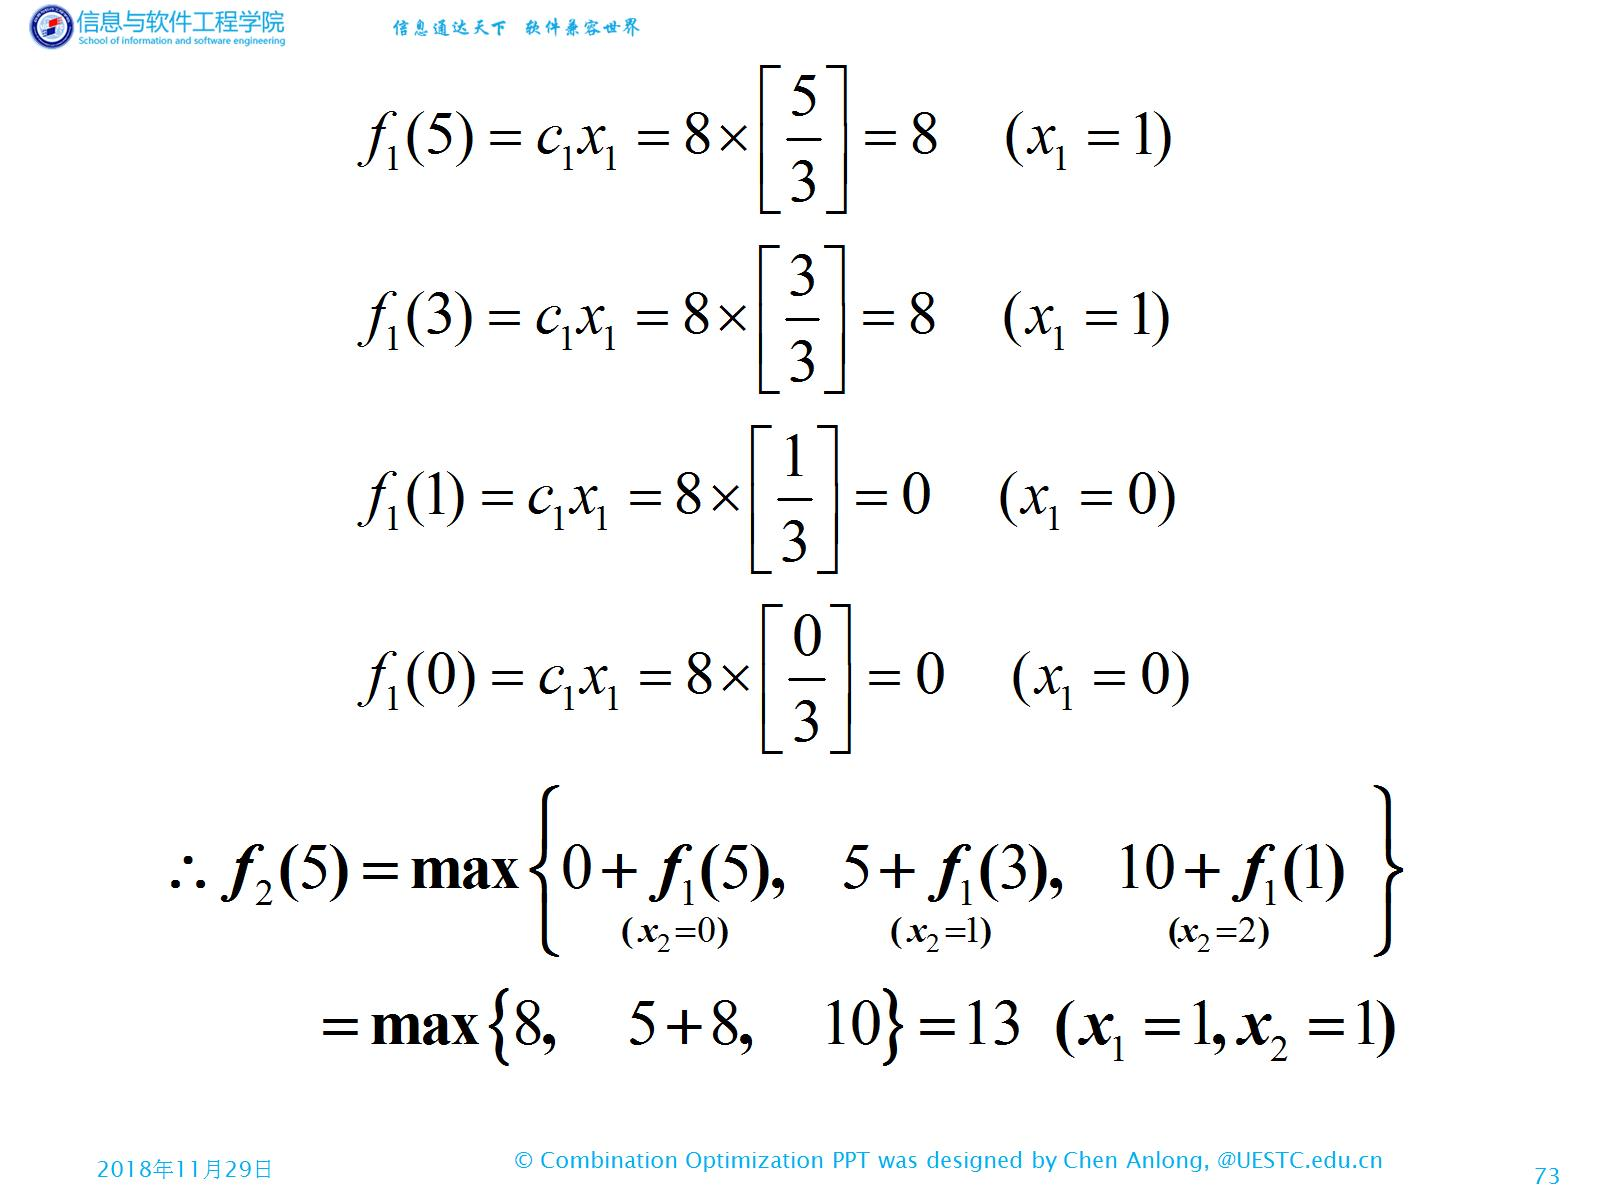 信息与软件工程学院
School of information and software engineering
信息通达天下 软件兼容世界
f₁(5) = c₁x₁ = 8 × [5/3] = 8 (x₁ = 1)
f₁(3) = c₁x₁ = 8 × [3/3] = 8 (x₁ = 1)
f₁(1) = c₁x₁ = 8 × [1/3] = 0 (x₁ = 0)
f₁(0) = c₁x₁ = 8 × [0/3] = 0 (x₁ = 0)
∴ f₂(5) = max{0 + f₁(5), 5 + f₁(3), 10 + f₁(1)}
(x₂=0) (x₂=1) (x₂=2)
= max{8, 5+8, 10} = 13 (x₁ = 1, x₂ = 1)
2018年11月29日
© Combination Optimization PPT was designed by Chen Anlong, @UESTC.edu.cn
73